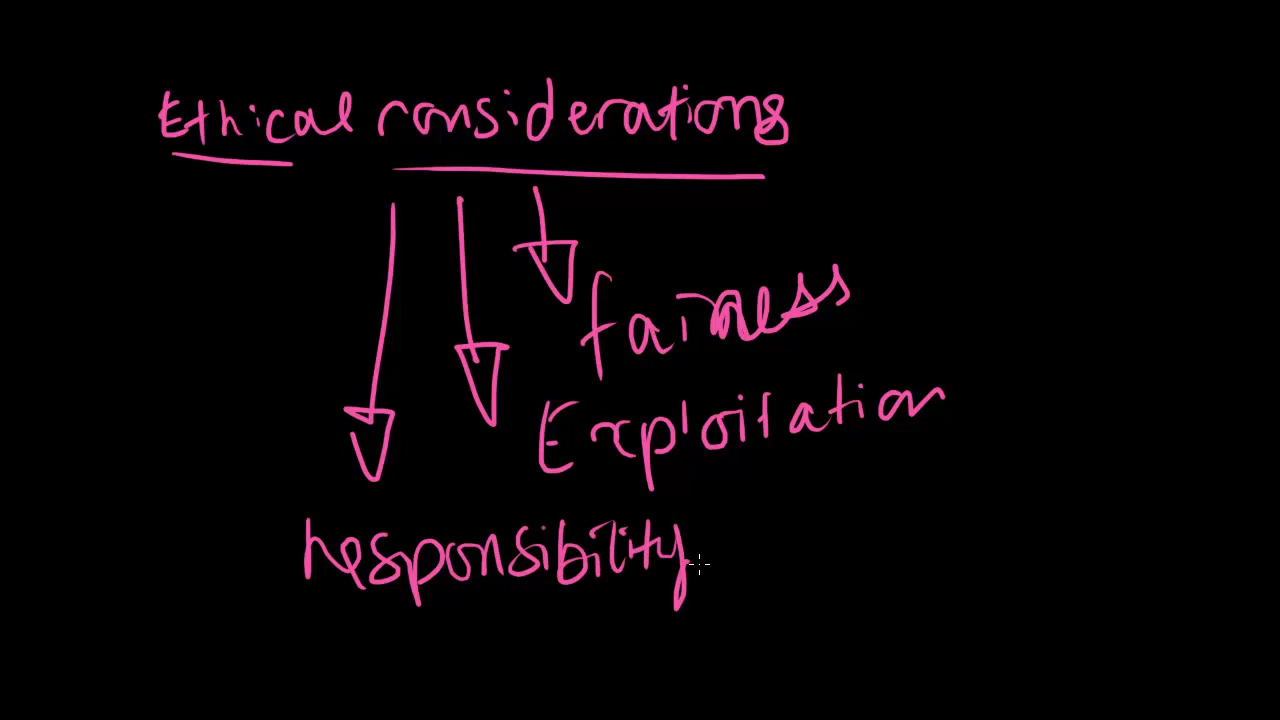 Ethical considerations
fairness
Exploitation
responsibility